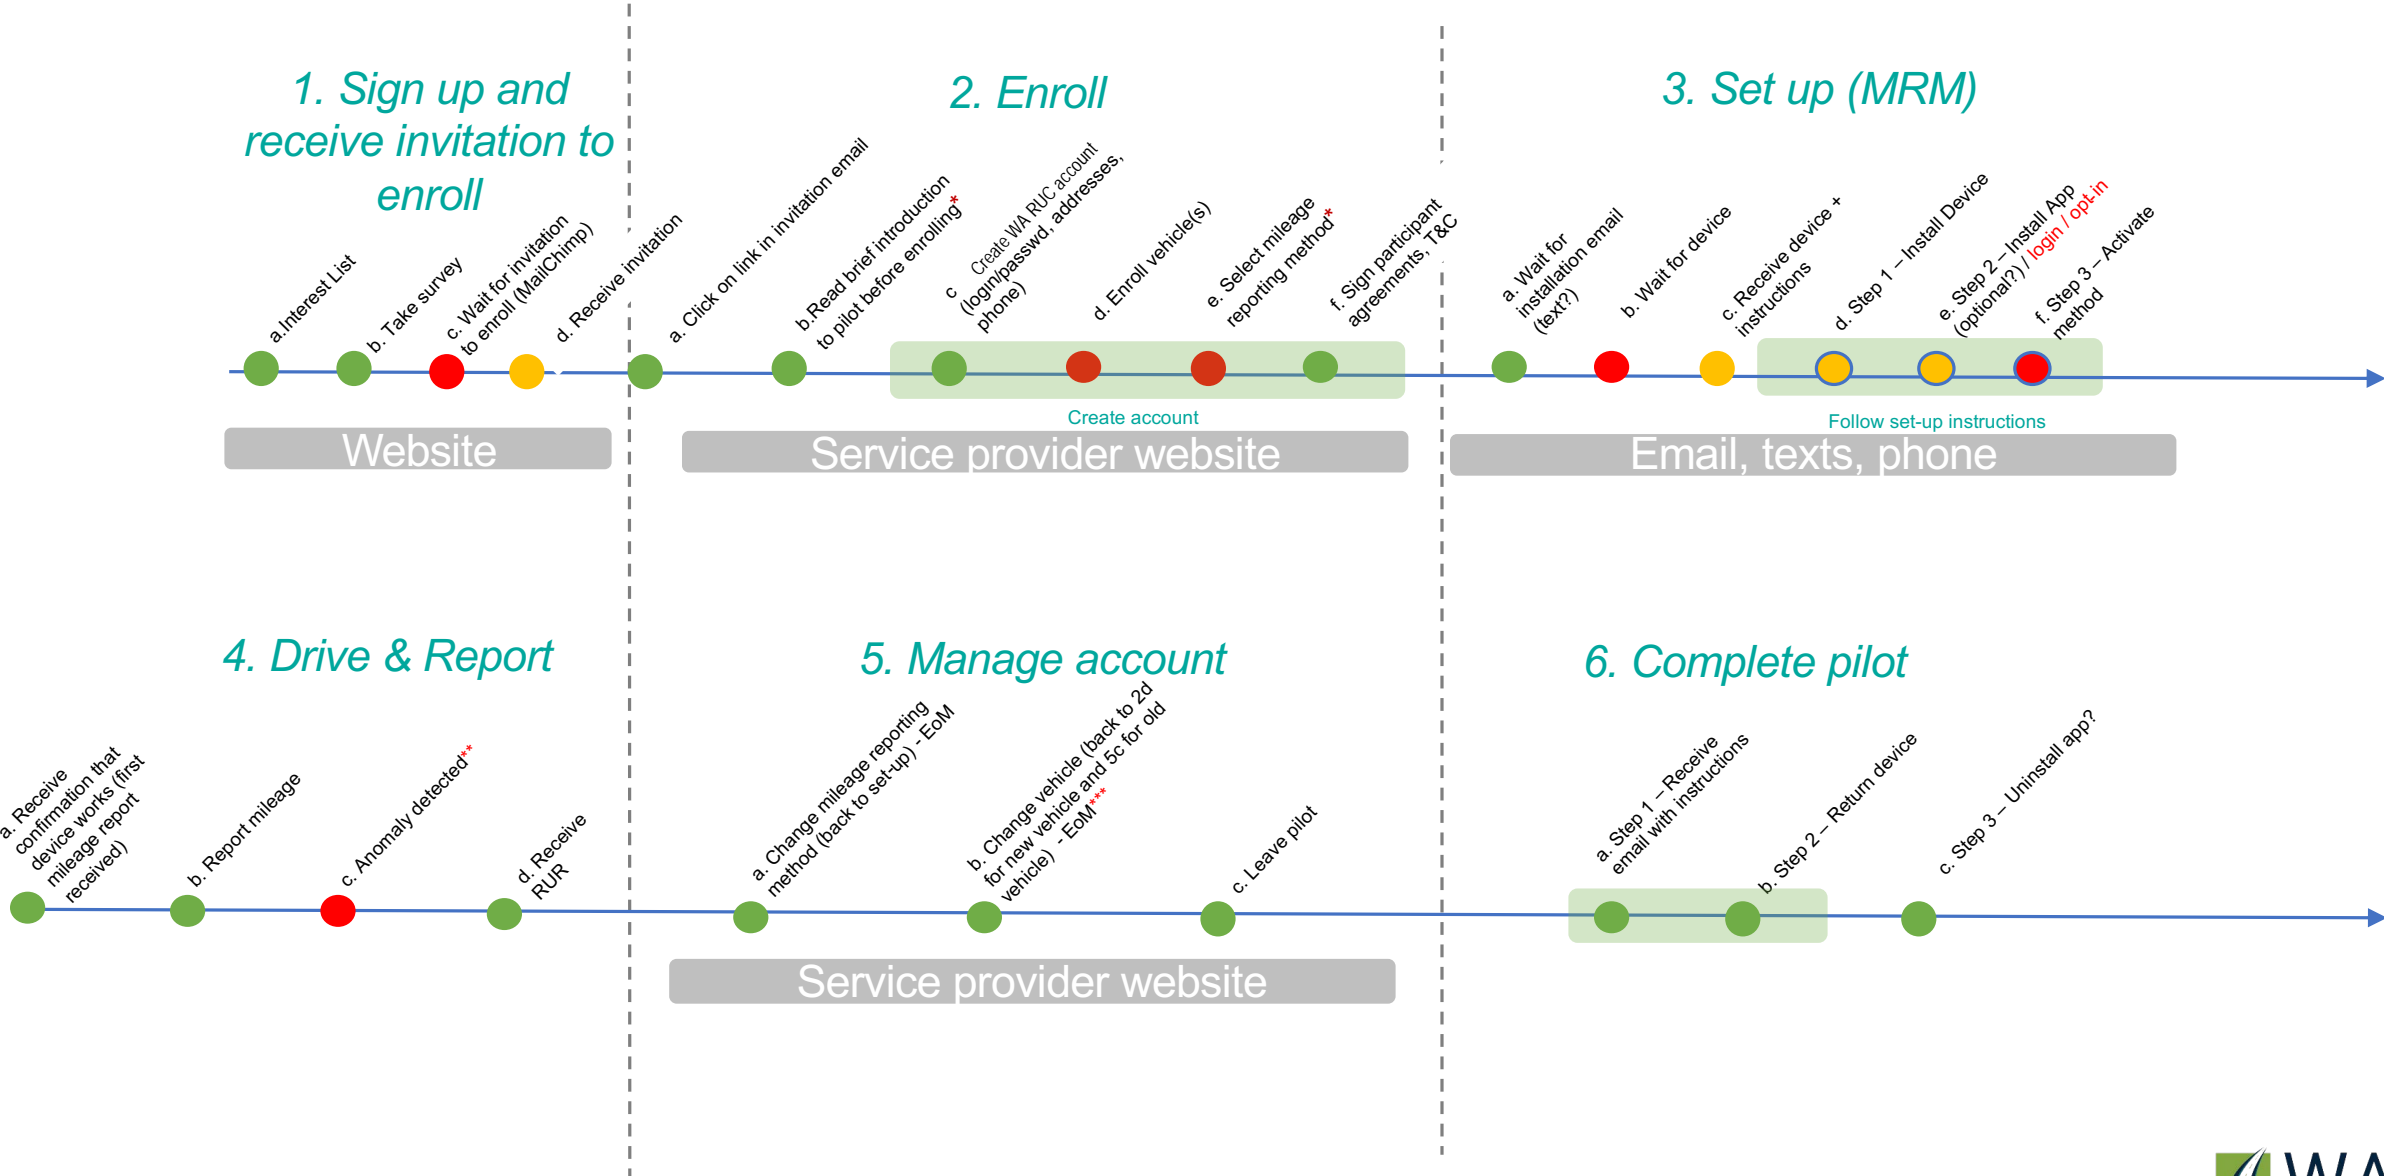 1. Sign up and
receive invitation to
enroll
a.Interest List
b. Take survey
c. Wait for invitation
to enroll (MailChimp)
d. Receive invitation
Website
2. Enroll
a. Click on link in invitation email
b.Read brief introduction
to pilot before enrolling*
c Create WA RUC account
(login/passwd, addresses,
phone)
d. Enroll vehicle(s)
e. Select mileage
reporting method*
f. Sign participant
agreements, T&C
Create account
Service provider website
3. Set up (MRM)
a. Wait for
installation email
(text?)
b. Wait for device
c. Receive device +
instructions
d. Step 1 – Install Device
e. Step 2 – Install App
(optional?) / login / opt-in
f. Step 3 – Activate
method
Follow set-up instructions
Email, texts, phone
4. Drive & Report
a. Receive
confirmation that
device works (first
mileage report
received)
b. Report mileage
c. Anomaly detected**
d. Receive
RUR
5. Manage account
a. Change mileage reporting
method (back to set-up) - EoM
b. Change vehicle (back to 2d
for new vehicle and 5c for old
vehicle) - EoM***
c. Leave pilot
Service provider website
6. Complete pilot
a. Step 1 – Receive
email with instructions
b. Step 2 – Return device
c. Step 3 – Uninstall app?
WA